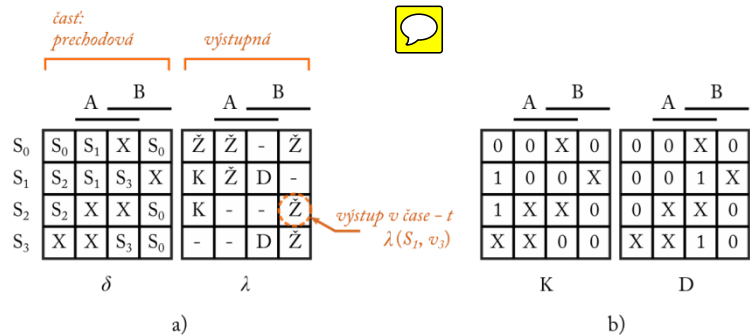 časť:
prechodová výstupná
A B A B A B A B
S0 S0 S1 X S0 Ž Ž - Ž 0 0 X 0 0 0 X 0
S1 S2 S1 S3 X K Ž D - 1 0 0 X 0 0 1 X
S2 S2 X X S0 K - - Ž 1 X X 0 0 X X 0
S3 X X S3 S0 - - D Ž X X 0 0 X X 1 0
výstup v čase – t
λ(S1, v3)
δ λ K D
a) b)